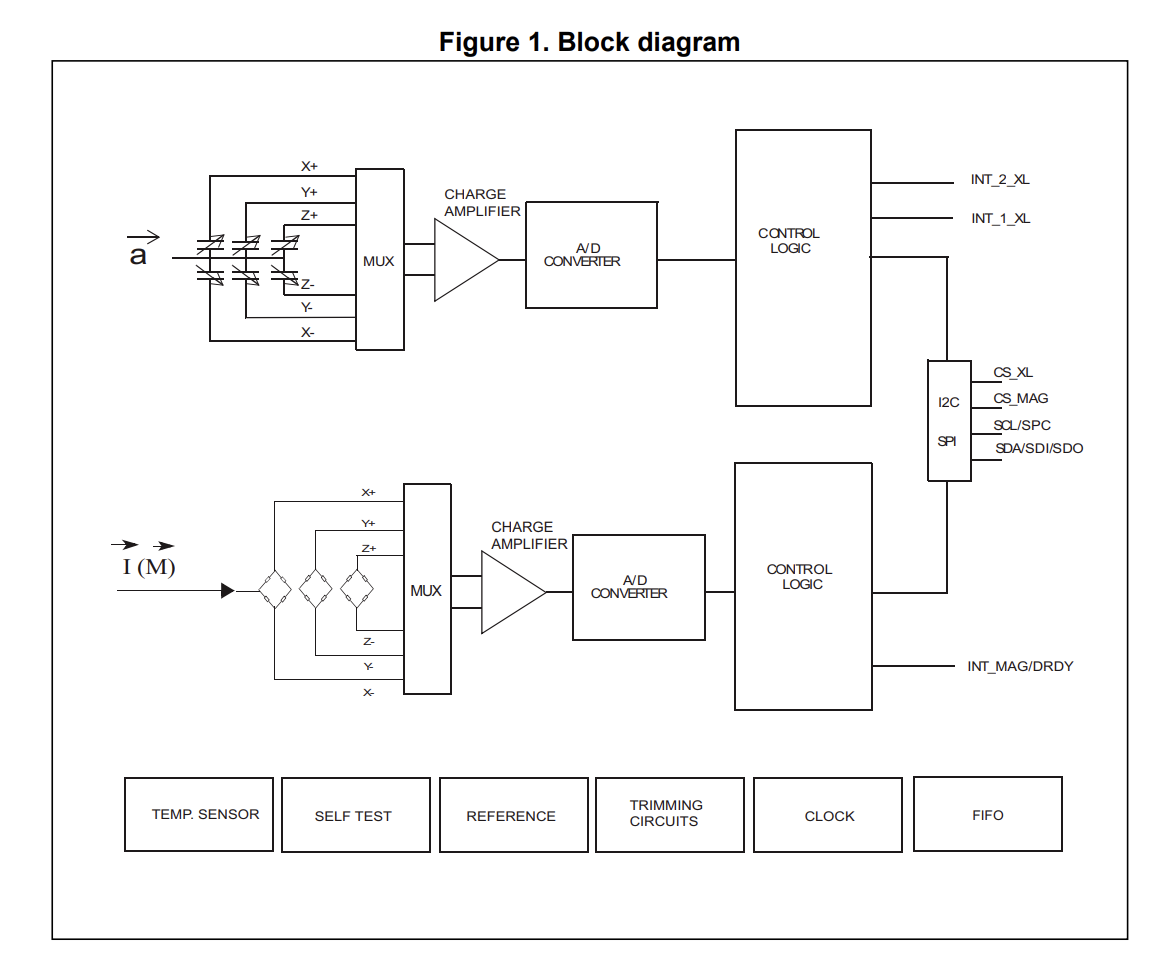 Figure 1. Block diagram
X+
Y+
Z+
a
Z-
Y-
X-
MUX
CHARGE
AMPLIFIER
A/D
CONVERTER
CONTROL
LOGIC
INT_2_XL
INT_1_XL
I2C
SPI
CS_XL
CS_MAG
SCL/SPC
SDA/SDI/SDO
X+
Y+
Z+
I (M)
Z-
Y-
X-
MUX
CHARGE
AMPLIFIER
A/D
CONVERTER
CONTROL
LOGIC
INT_MAG/DRDY
TEMP. SENSOR
SELF TEST
REFERENCE
TRIMMING
CIRCUITS
CLOCK
FIFO